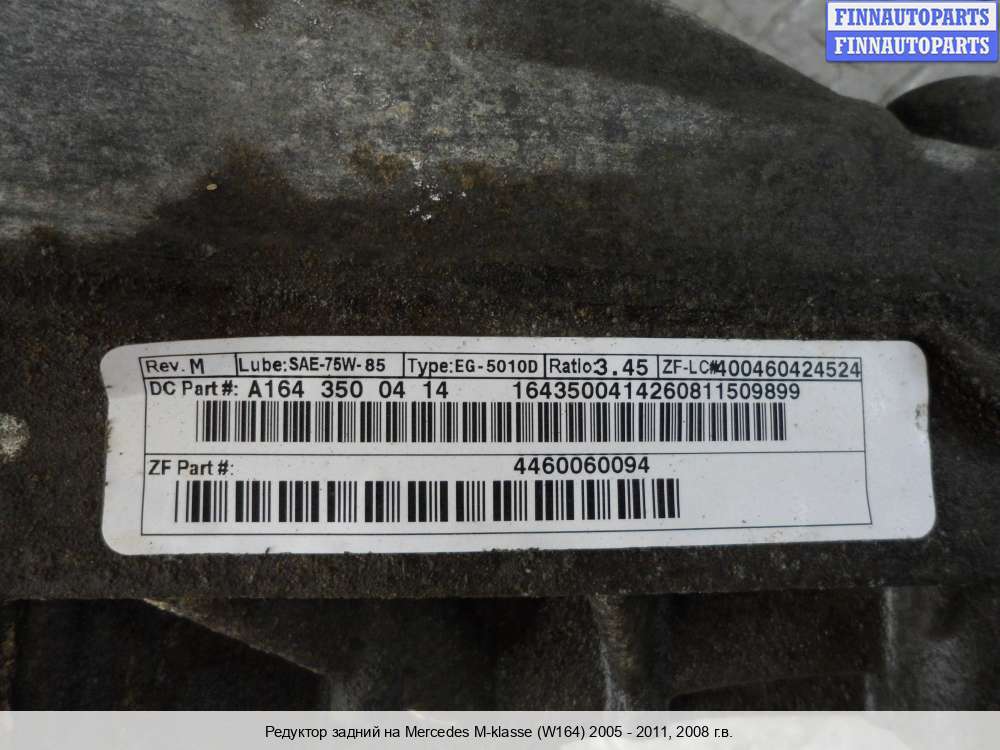 FINNAUTOPARTS
FINNAUTOPARTS
Rev. M Lube: SAE-75W-85 Type: EG-5010D Ratio: 3.45 ZF-LC#: 400460424524
DC Part #: A164 350 04 14 1643500414260811509899
ZF Part #: 4460060094
Редуктор задний на Mercedes M-klasse (W164) 2005 - 2011, 2008 г.в.